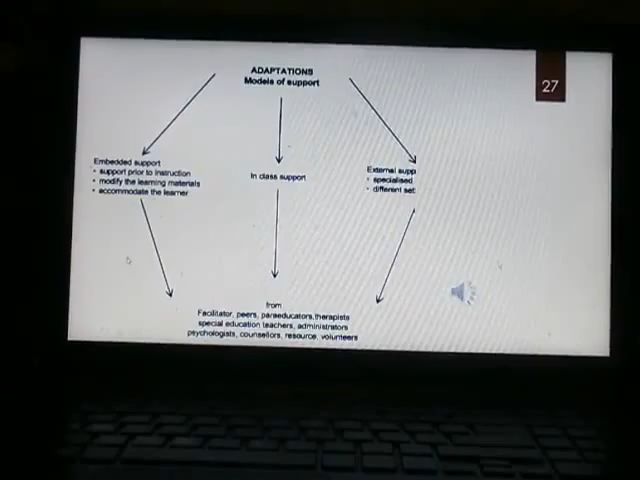 27
ADAPTATIONS
Models of support
Embedded support
• support prior to instruction
• modify the learning materials
• accommodate the learner
In class support
External supp
• specialised
• different set
from
Facilitator, peers, paraeducators, therapists
special education teachers, administrators
psychologists, counsellors, resource, volunteers